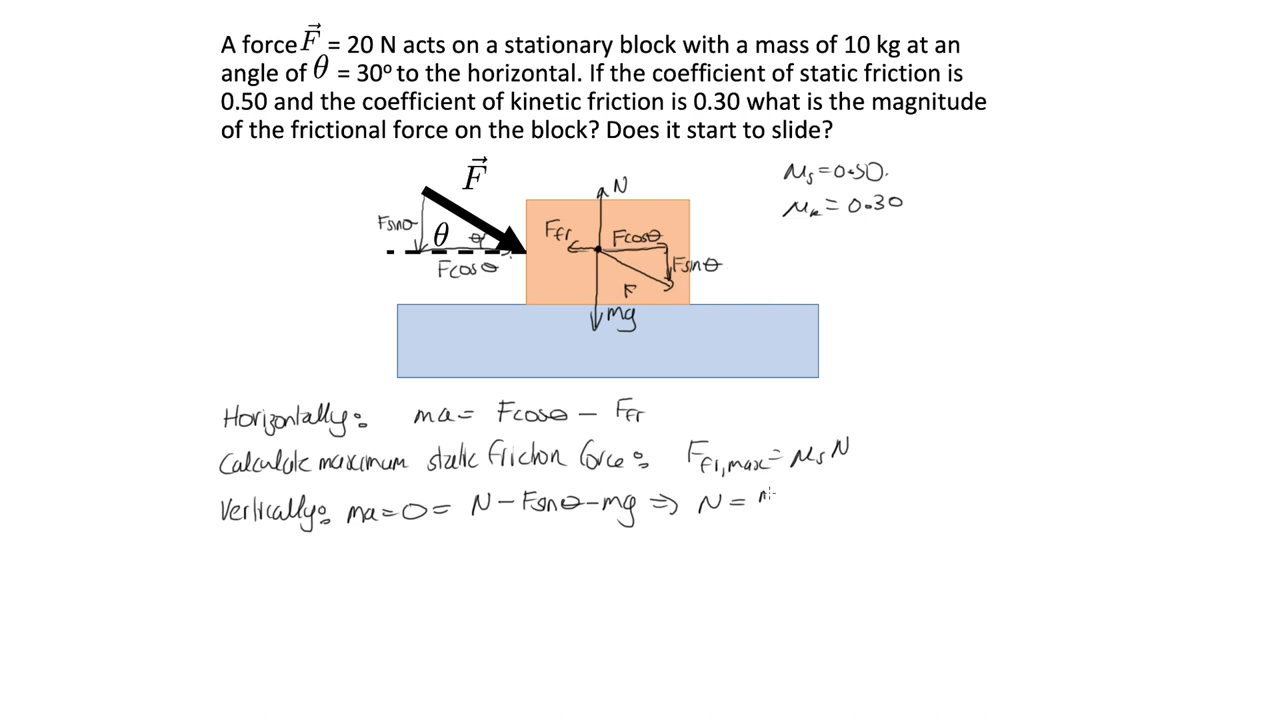 A force F⃗ = 20 N acts on a stationary block with a mass of 10 kg at an
angle of θ = 30° to the horizontal. If the coefficient of static friction is
0.50 and the coefficient of kinetic friction is 0.30 what is the magnitude
of the frictional force on the block? Does it start to slide?
F⃗
μs = 0.50.
μk = 0.30
N
Fsinθ
θ
θ
Fcosθ
Ffr
Fcosθ
Fsinθ
F
mg
Horizontally: ma = Fcosθ – Ffr
Calculate maximum static friction force: Ffr,max = μsN
Vertically: ma = 0 = N – Fsinθ – mg ⇒ N =